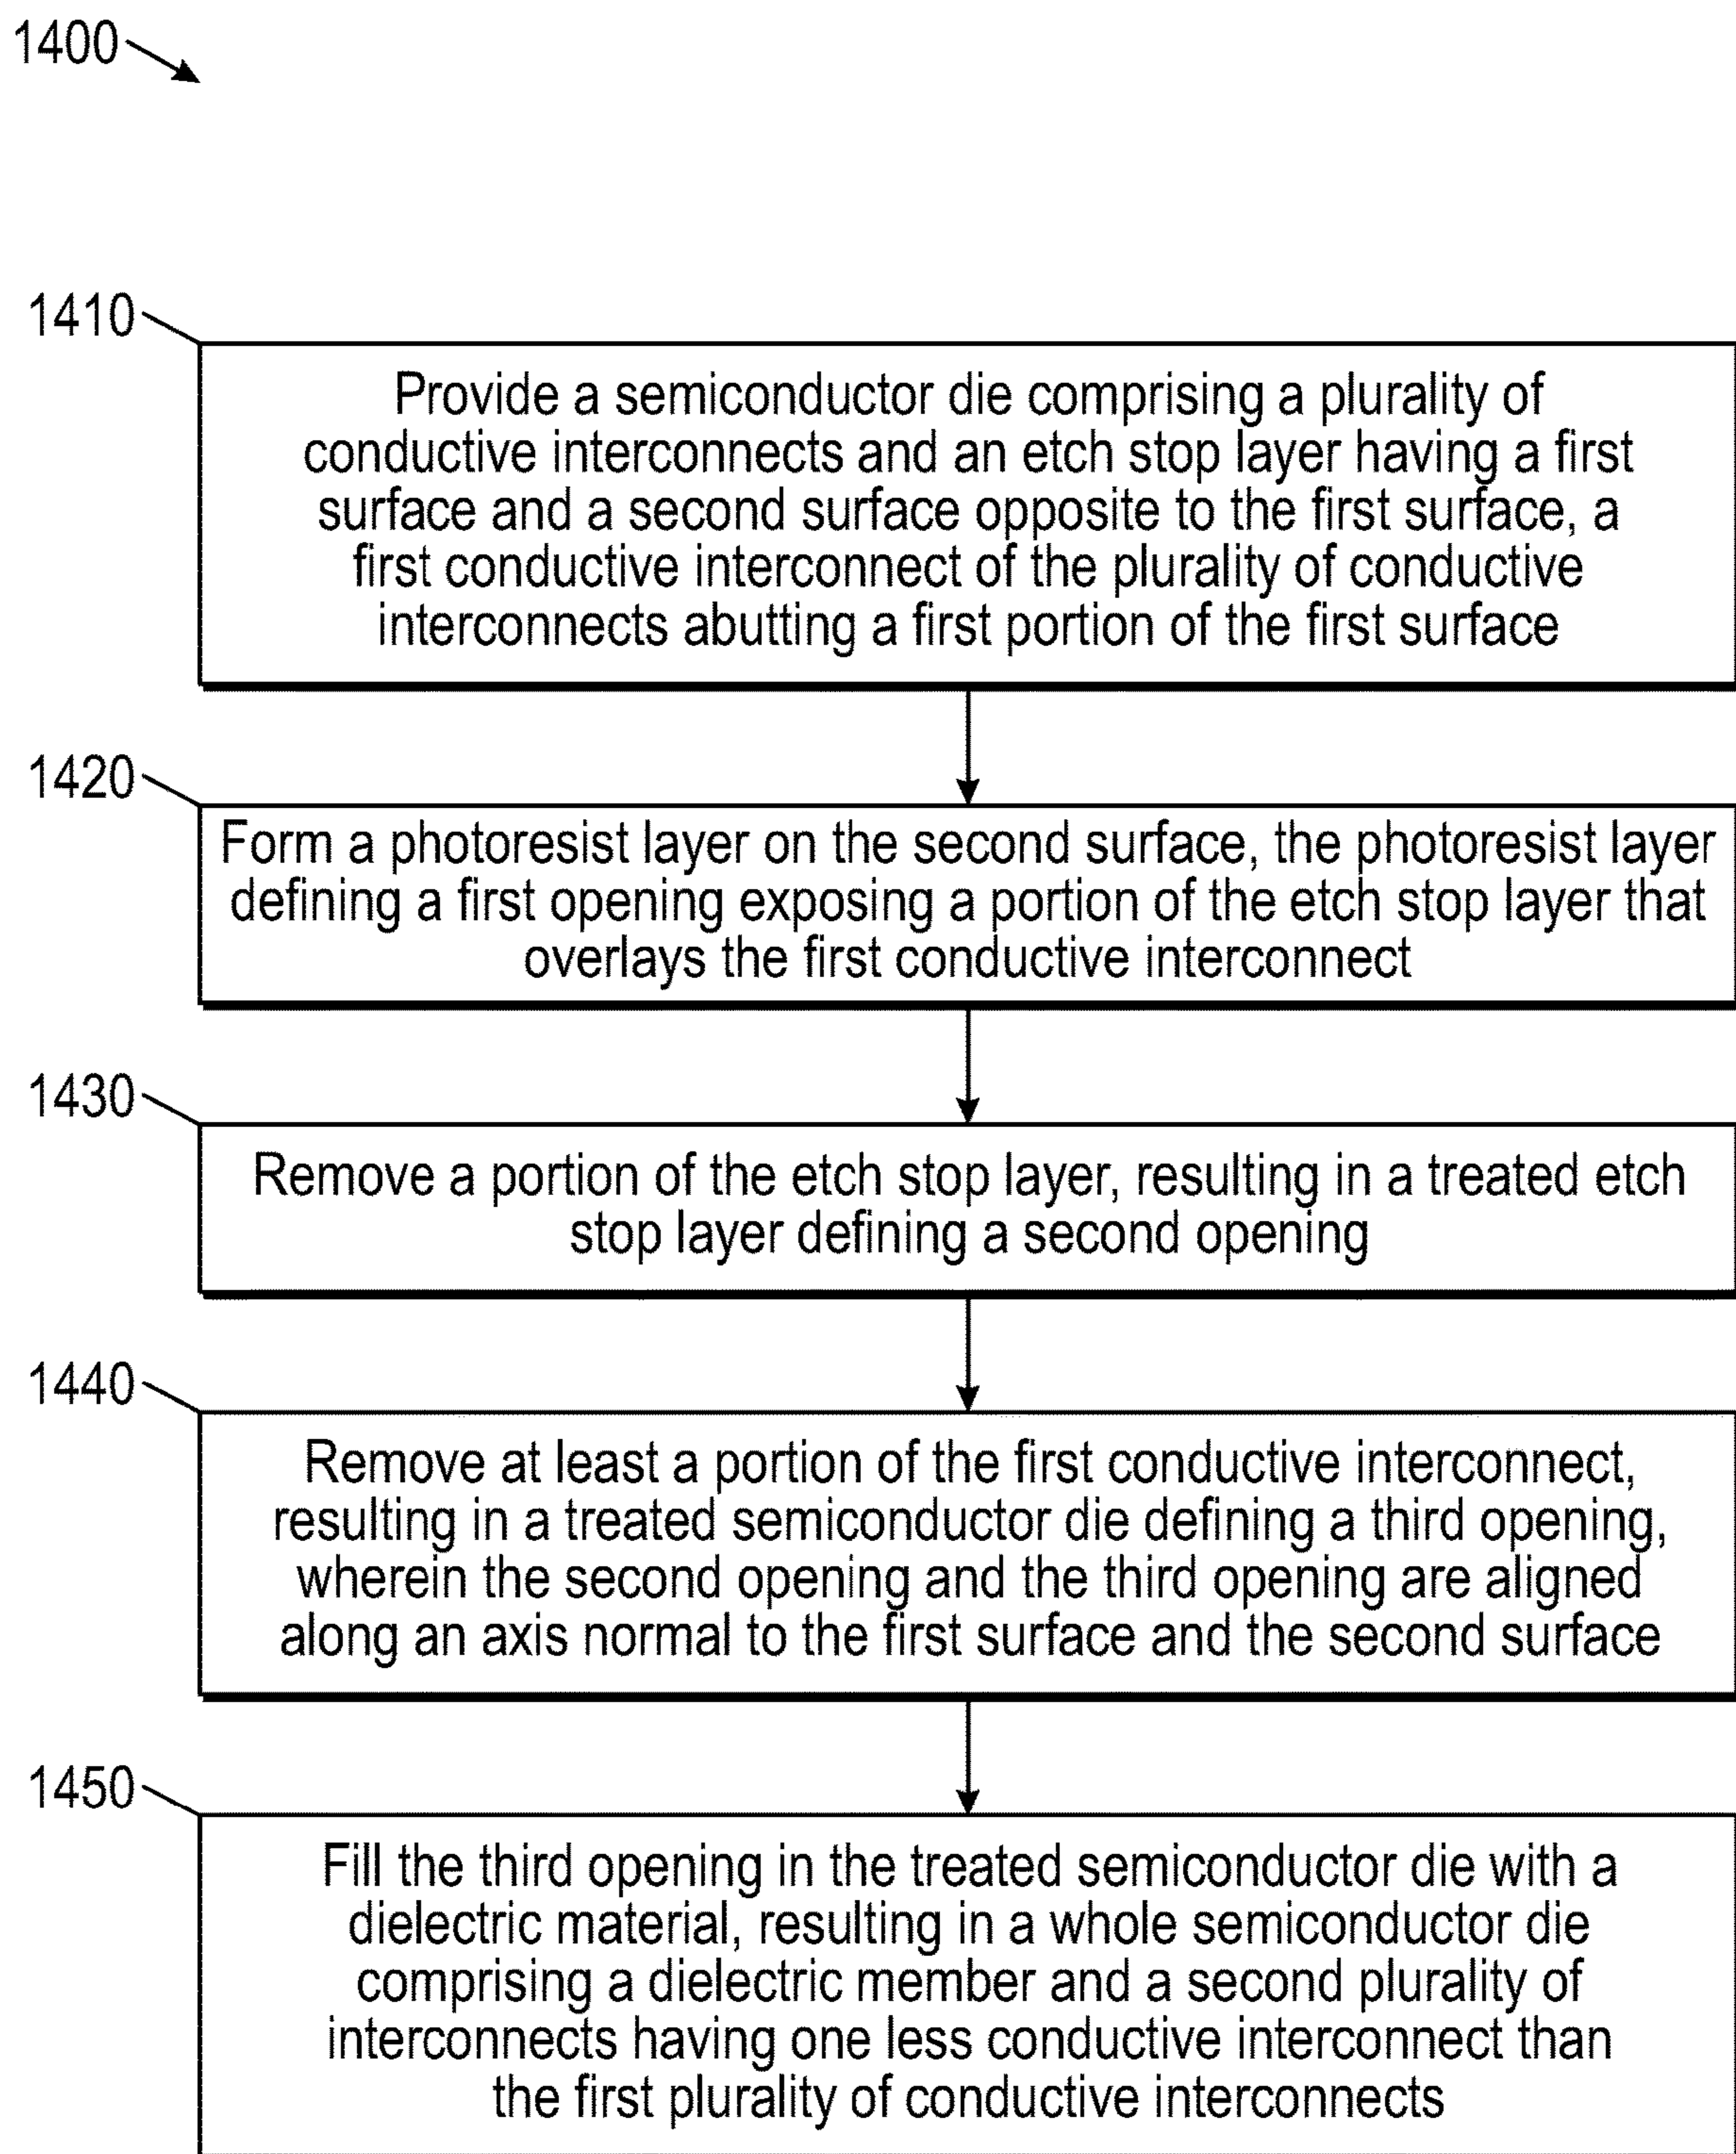 1400
1410
Provide a semiconductor die comprising a plurality of
conductive interconnects and an etch stop layer having a first
surface and a second surface opposite to the first surface, a
first conductive interconnect of the plurality of conductive
interconnects abutting a first portion of the first surface
1420
Form a photoresist layer on the second surface, the photoresist layer
defining a first opening exposing a portion of the etch stop layer that
overlays the first conductive interconnect
1430
Remove a portion of the etch stop layer, resulting in a treated etch
stop layer defining a second opening
1440
Remove at least a portion of the first conductive interconnect,
resulting in a treated semiconductor die defining a third opening,
wherein the second opening and the third opening are aligned
along an axis normal to the first surface and the second surface
1450
Fill the third opening in the treated semiconductor die with a
dielectric material, resulting in a whole semiconductor die
comprising a dielectric member and a second plurality of
interconnects having one less conductive interconnect than
the first plurality of conductive interconnects